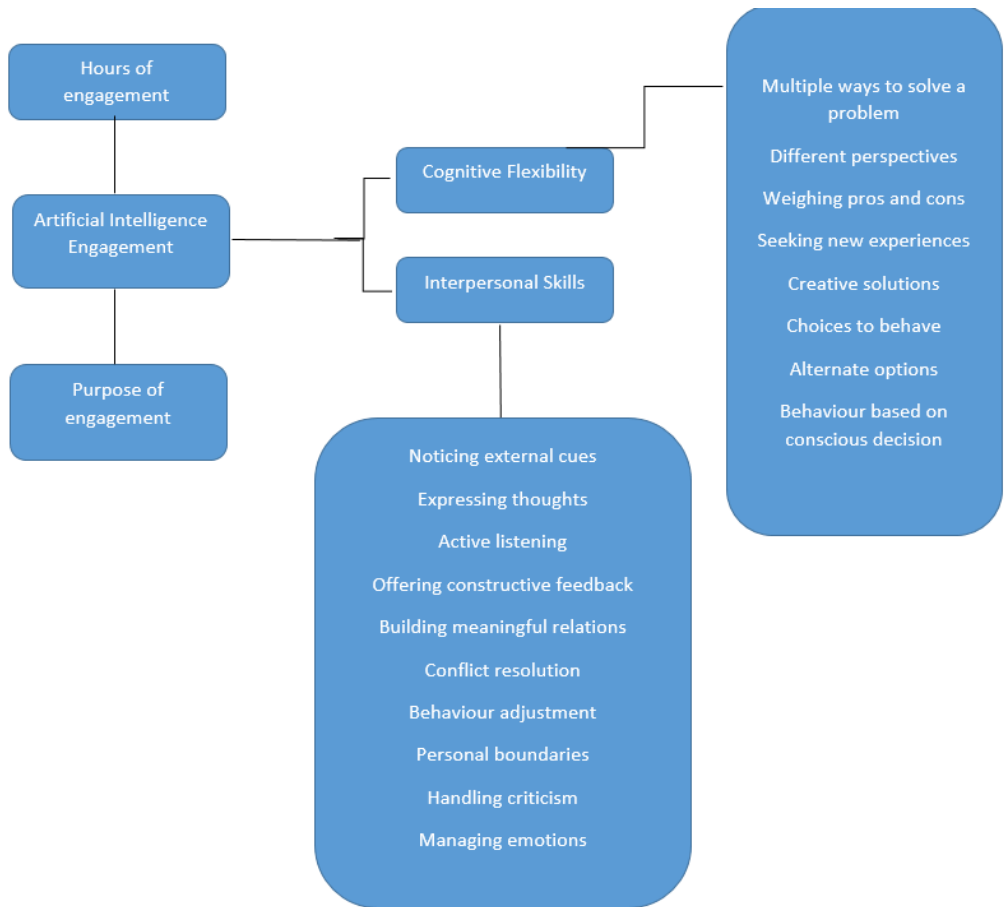 Hours of
engagement
Artificial Intelligence
Engagement
Purpose of
engagement
Cognitive Flexibility
Interpersonal Skills
Multiple ways to solve a
problem
Different perspectives
Weighing pros and cons
Seeking new experiences
Creative solutions
Choices to behave
Alternate options
Behaviour based on
conscious decision
Noticing external cues
Expressing thoughts
Active listening
Offering constructive feedback
Building meaningful relations
Conflict resolution
Behaviour adjustment
Personal boundaries
Handling criticism
Managing emotions